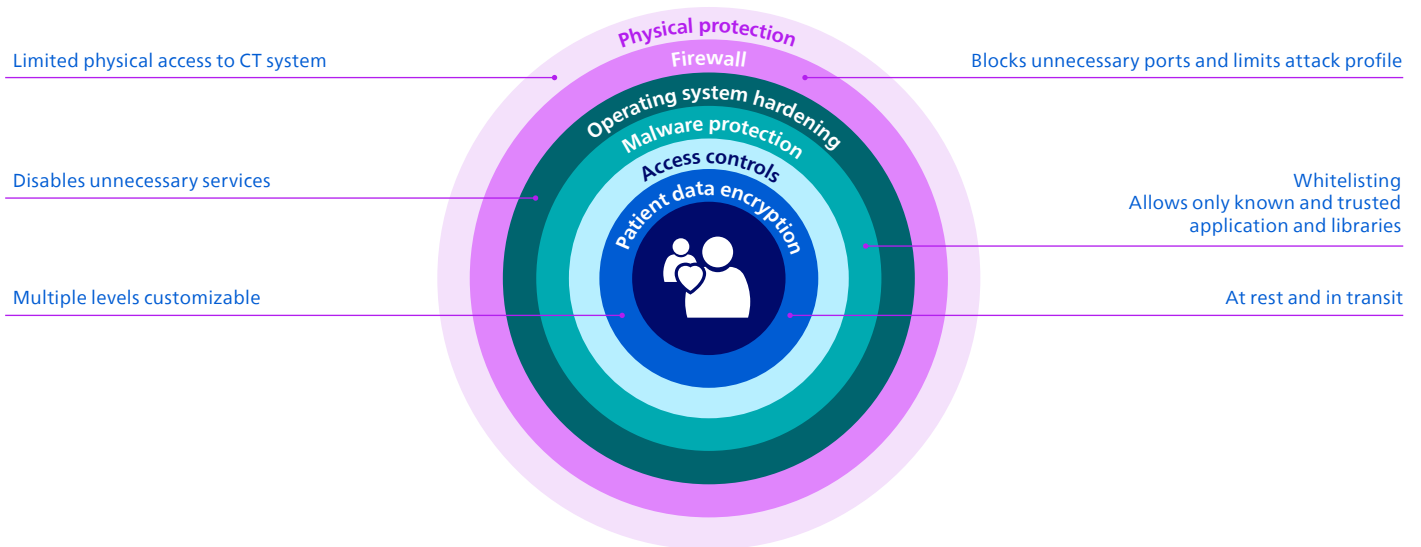 Physical protection
Firewall
Operating system hardening
Malware protection
Access controls
Patient data encryption
Limited physical access to CT system
Disables unnecessary services
Multiple levels customizable
Blocks unnecessary ports and limits attack profile
Whitelisting
Allows only known and trusted
application and libraries
At rest and in transit